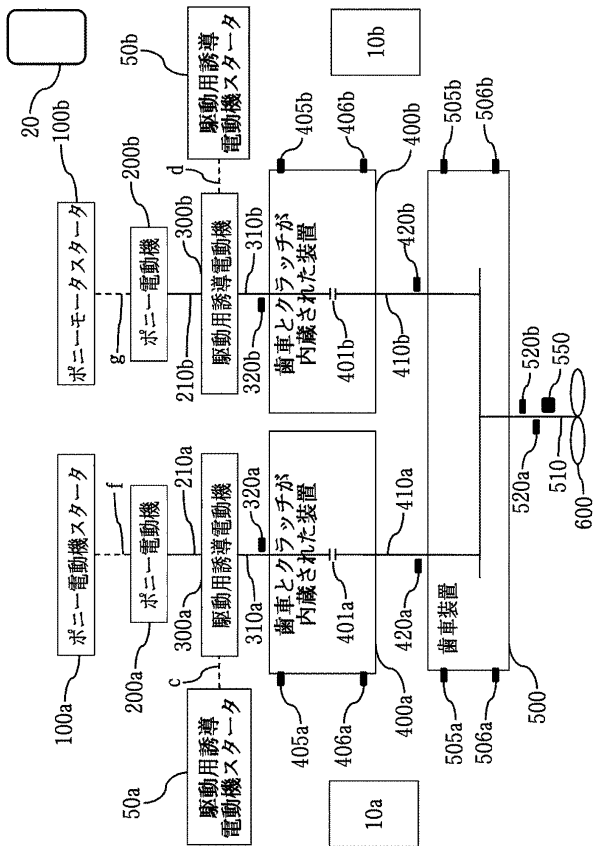 20
100a
ポニー電動機スタータ
ポニーモータスタータ
100b
f
g
50a
200a
ポニー電動機
210a
ポニー電動機
200b
50b
300a
210b
300b
駆動用誘導
電動機スタータ
c
駆動用誘導電動機
駆動用誘導電動機
d
駆動用誘導
電動機スタータ
310a
320a
320b
310b
405a
歯車とクラッチが
内蔵された装置
歯車とクラッチが
内蔵された装置
405b
406a
401a
401b
406b
10a
10b
400a
410a
410b
400b
420a
420b
505a
歯車装置
505b
506a
506b
500
520a
520b
510
550
600